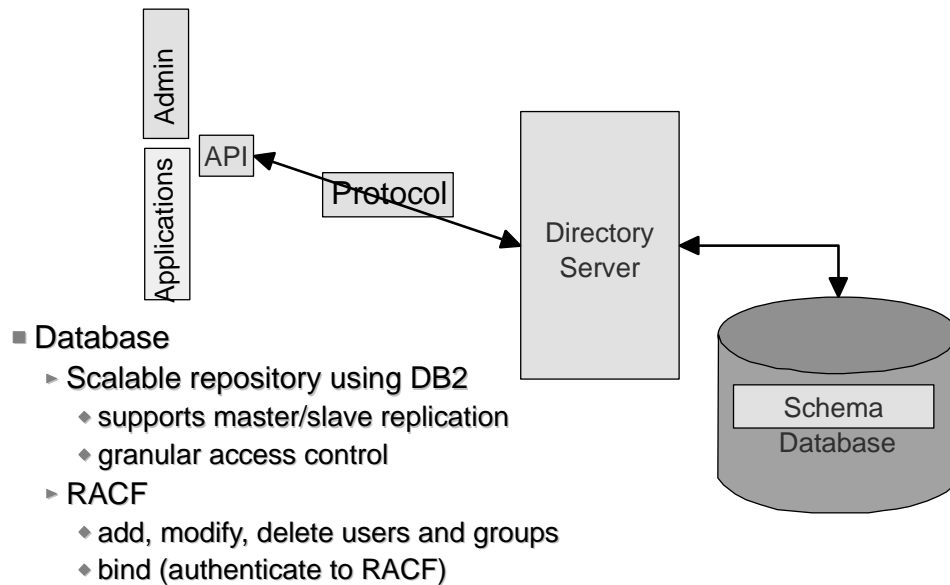 Admin
API
Applications
Protocol
Directory
Server
Schema
Database
Database
Scalable repository using DB2
supports master/slave replication
granular access control
RACF
add, modify, delete users and groups
bind (authenticate to RACF)